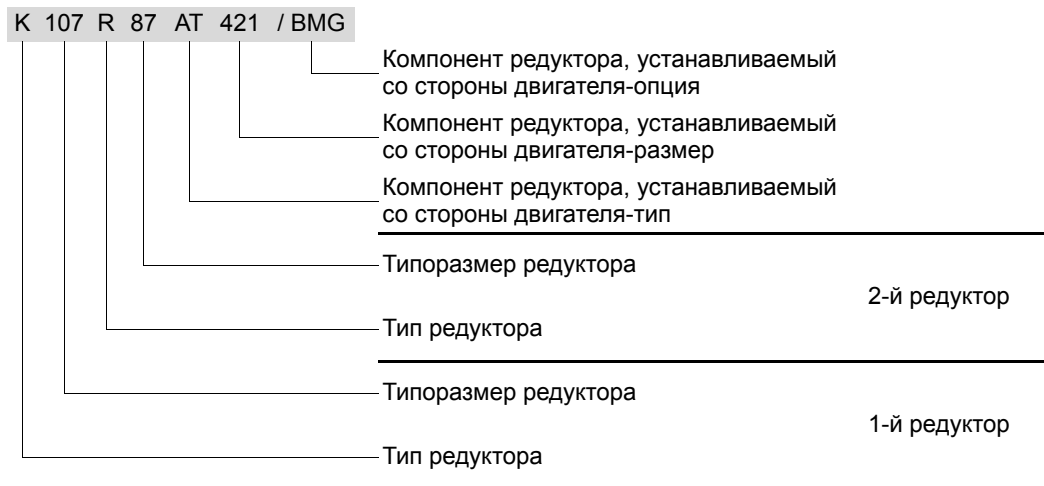 K 107 R 87 AT 421 / BMG
Компонент редуктора, устанавливаемый
со стороны двигателя-опция
Компонент редуктора, устанавливаемый
со стороны двигателя-размер
Компонент редуктора, устанавливаемый
со стороны двигателя-тип
Типоразмер редуктора
2-й редуктор
Тип редуктора
Типоразмер редуктора
1-й редуктор
Тип редуктора